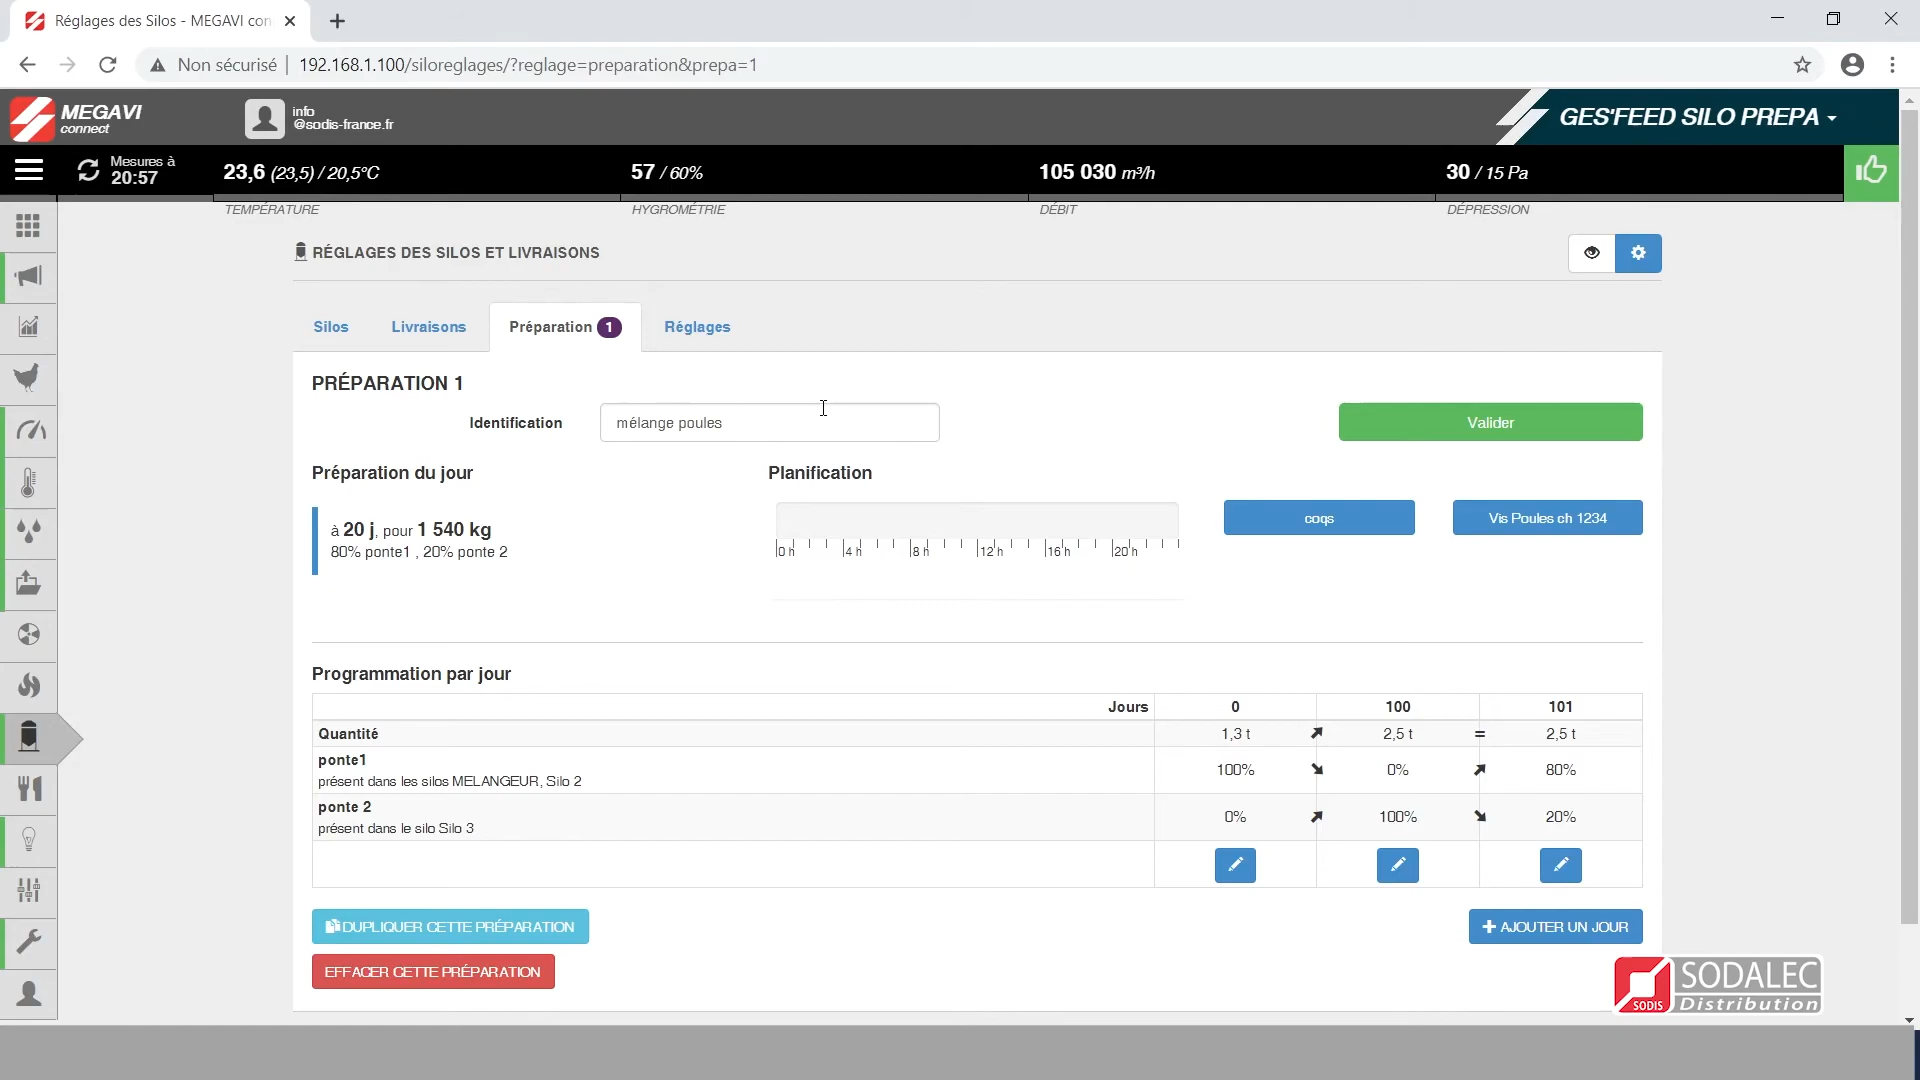 Réglages des Silos - MEGAVI con
Non sécurisé
192.168.1.100/siloreglages/?reglage=preparation&prepa=1
MEGAVI
connect
info
@sodis-france.fr
GES'FEED SILO PREPA
Mesures à
20:57
23,6 (23,5) / 20,5°C
57 / 60%
105 030 m³/h
30 / 15 Pa
TEMPÉRATURE
HYGROMÉTRIE
DÉBIT
DÉPRESSION
RÉGLAGES DES SILOS ET LIVRAISONS
Silos
Livraisons
Préparation 1
Réglages
PRÉPARATION 1
Identification
mélange poules
Valider
Préparation du jour
Planification
à 20 j, pour 1 540 kg
80% ponte1 , 20% ponte 2
0 h 4 h 8 h 12 h 16 h 20 h
coqs
Vis Poules ch 1234
Programmation par jour
Jours 0 100 101
Quantité 1,3 t 2,5 t = 2,5 t
ponte1
présent dans les silos MELANGEUR, Silo 2
100% 0% 80%
ponte 2
présent dans le silo Silo 3
0% 100% 20%
DUPLIQUER CETTE PRÉPARATION
+ AJOUTER UN JOUR
EFFACER CETTE PRÉPARATION
SODIS
SODALEC
Distribution